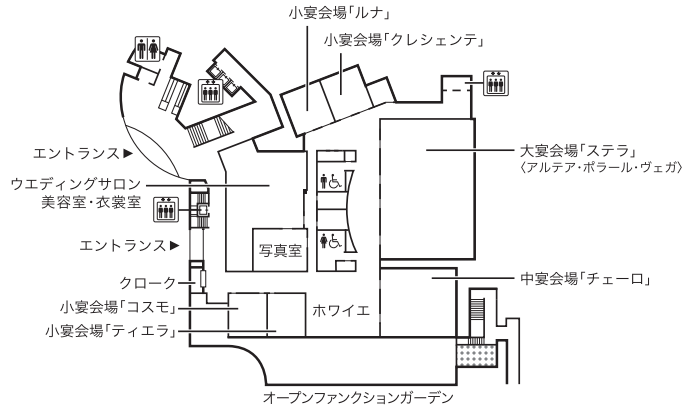 小宴会場「ルナ」
小宴会場「クレシェンテ」
エントランス▶
大宴会場「ステラ」
〈アルテア・ポラール・ヴェガ〉
ウエディングサロン
美容室・衣裳室
エントランス▶
写真室
クローク
中宴会場「チェーロ」
小宴会場「コスモ」
ホワイエ
小宴会場「ティエラ」
オープンファンクションガーデン